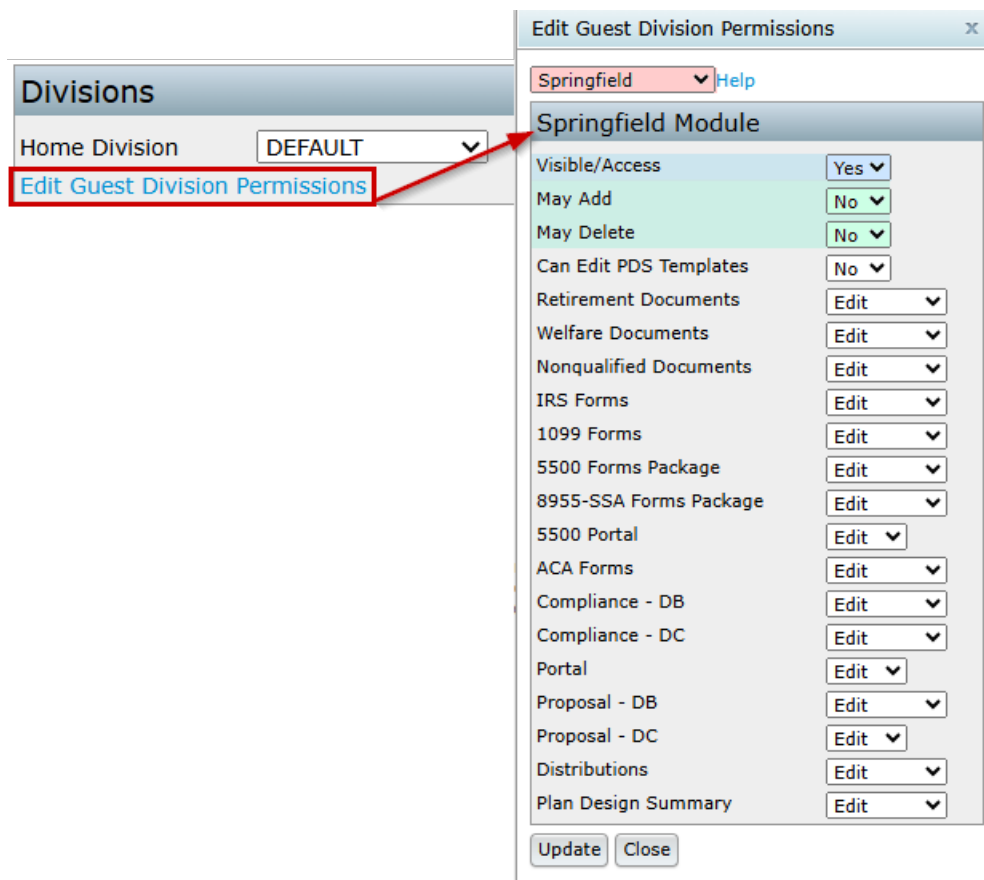 Divisions
Home Division DEFAULT
Edit Guest Division Permissions
Edit Guest Division Permissions x
Springfield Help
Springfield Module
Visible/Access Yes
May Add No
May Delete No
Can Edit PDS Templates No
Retirement Documents Edit
Welfare Documents Edit
Nonqualified Documents Edit
IRS Forms Edit
1099 Forms Edit
5500 Forms Package Edit
8955-SSA Forms Package Edit
5500 Portal Edit
ACA Forms Edit
Compliance - DB Edit
Compliance - DC Edit
Portal Edit
Proposal - DB Edit
Proposal - DC Edit
Distributions Edit
Plan Design Summary Edit
Update Close